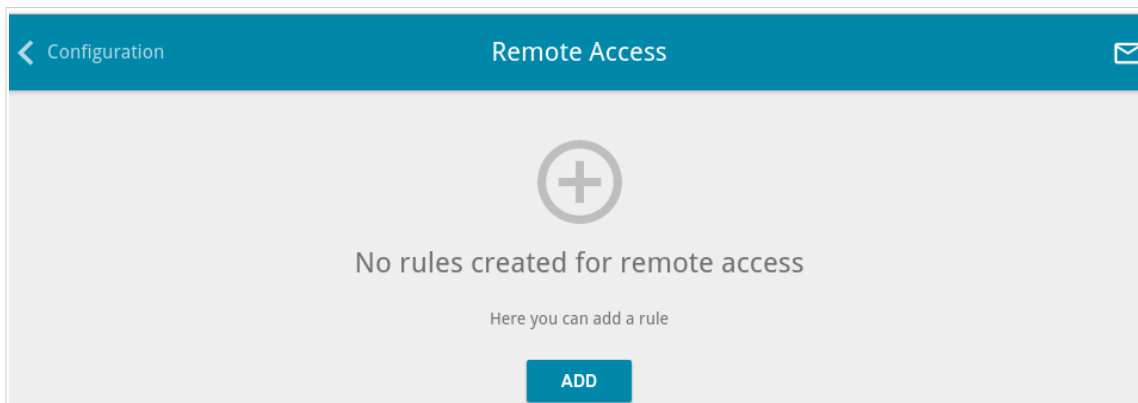 Configuration
Remote Access
No rules created for remote access
Here you can add a rule
ADD